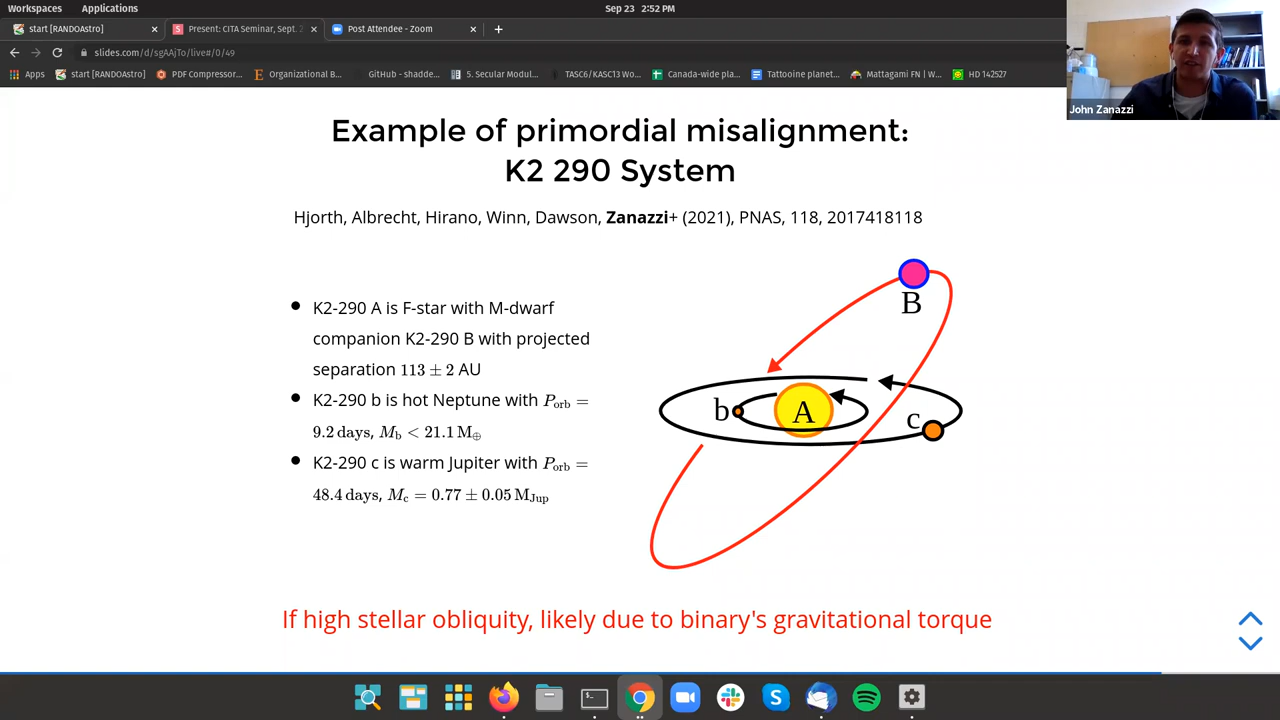 Workspaces Applications Sep 23 2:52 PM
start [RANDOAstro] Present: CITA Seminar, Sept. 2 Post Attendee - Zoom
slides.com/d/sgAAjTo/live#/0/49
Apps start [RANDOAstro] PDF Compressor... Organizational B... GitHub - shadde... S. Secular Modul... TASC6/KASC13 Wo... Canada-wide pla... Tattooine planet... Mattagami FN | W... HD 142527
John Zanazzi
Example of primordial misalignment:
K2 290 System
Hjorth, Albrecht, Hirano, Winn, Dawson, Zanazzi+ (2021), PNAS, 118, 2017418118
K2-290 A is F-star with M-dwarf
companion K2-290 B with projected
separation 113 ± 2 AU
K2-290 b is hot Neptune with P_orb =
9.2 days, M_b < 21.1 M_⊕
K2-290 c is warm Jupiter with P_orb =
48.4 days, M_c = 0.77 ± 0.05 M_Jup
B
b
A
c
If high stellar obliquity, likely due to binary's gravitational torque